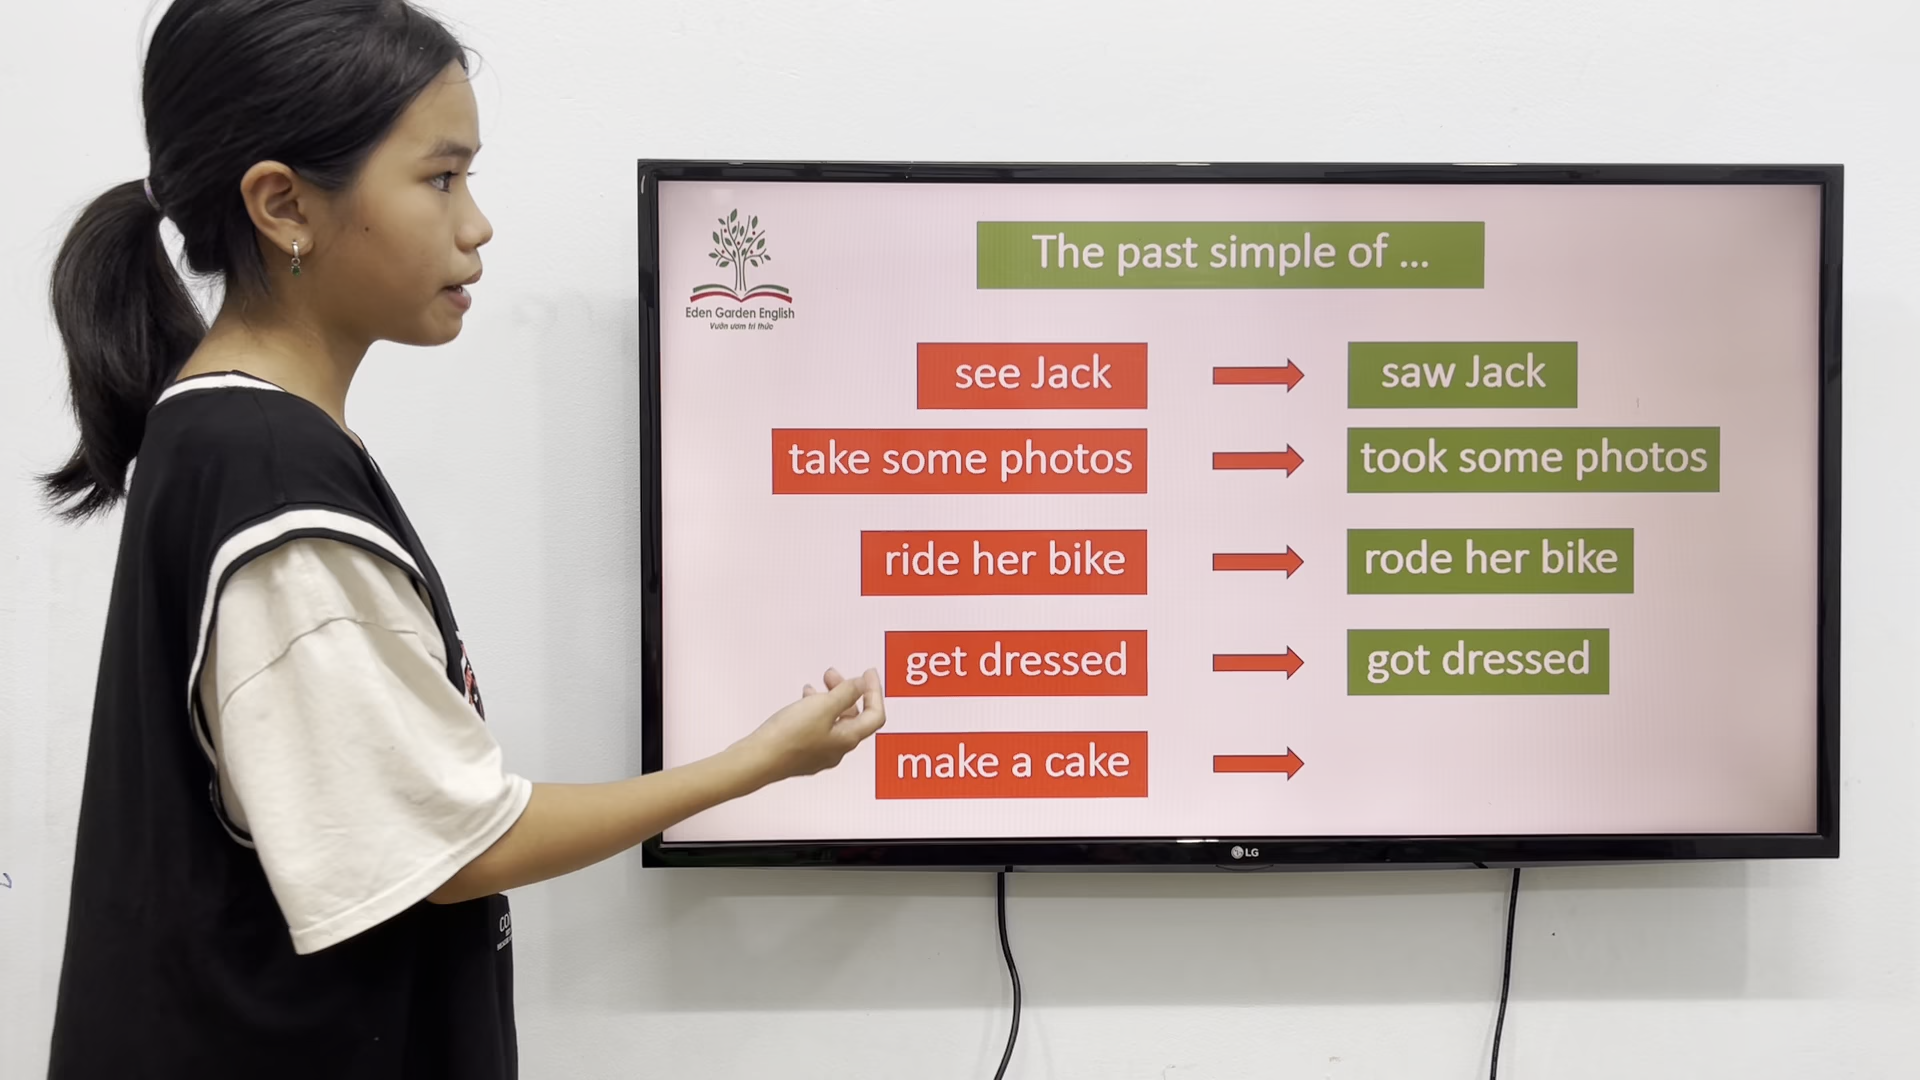 The past simple of ...
Eden Garden English
Vườn ươm tri thức
see Jack
saw Jack
take some photos
took some photos
ride her bike
rode her bike
get dressed
got dressed
make a cake
LG